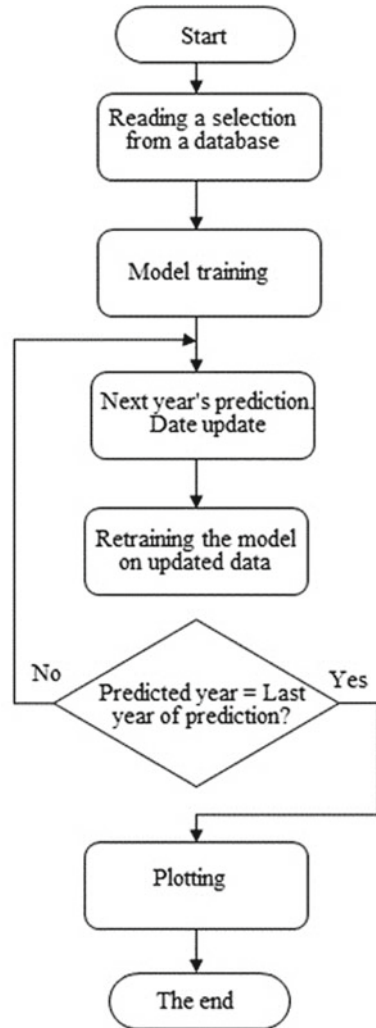 Start
Reading a selection
from a database
Model training
Next year's prediction.
Date update
Retraining the model
on updated data
No
Yes
Predicted year = Last
year of prediction?
Plotting
The end